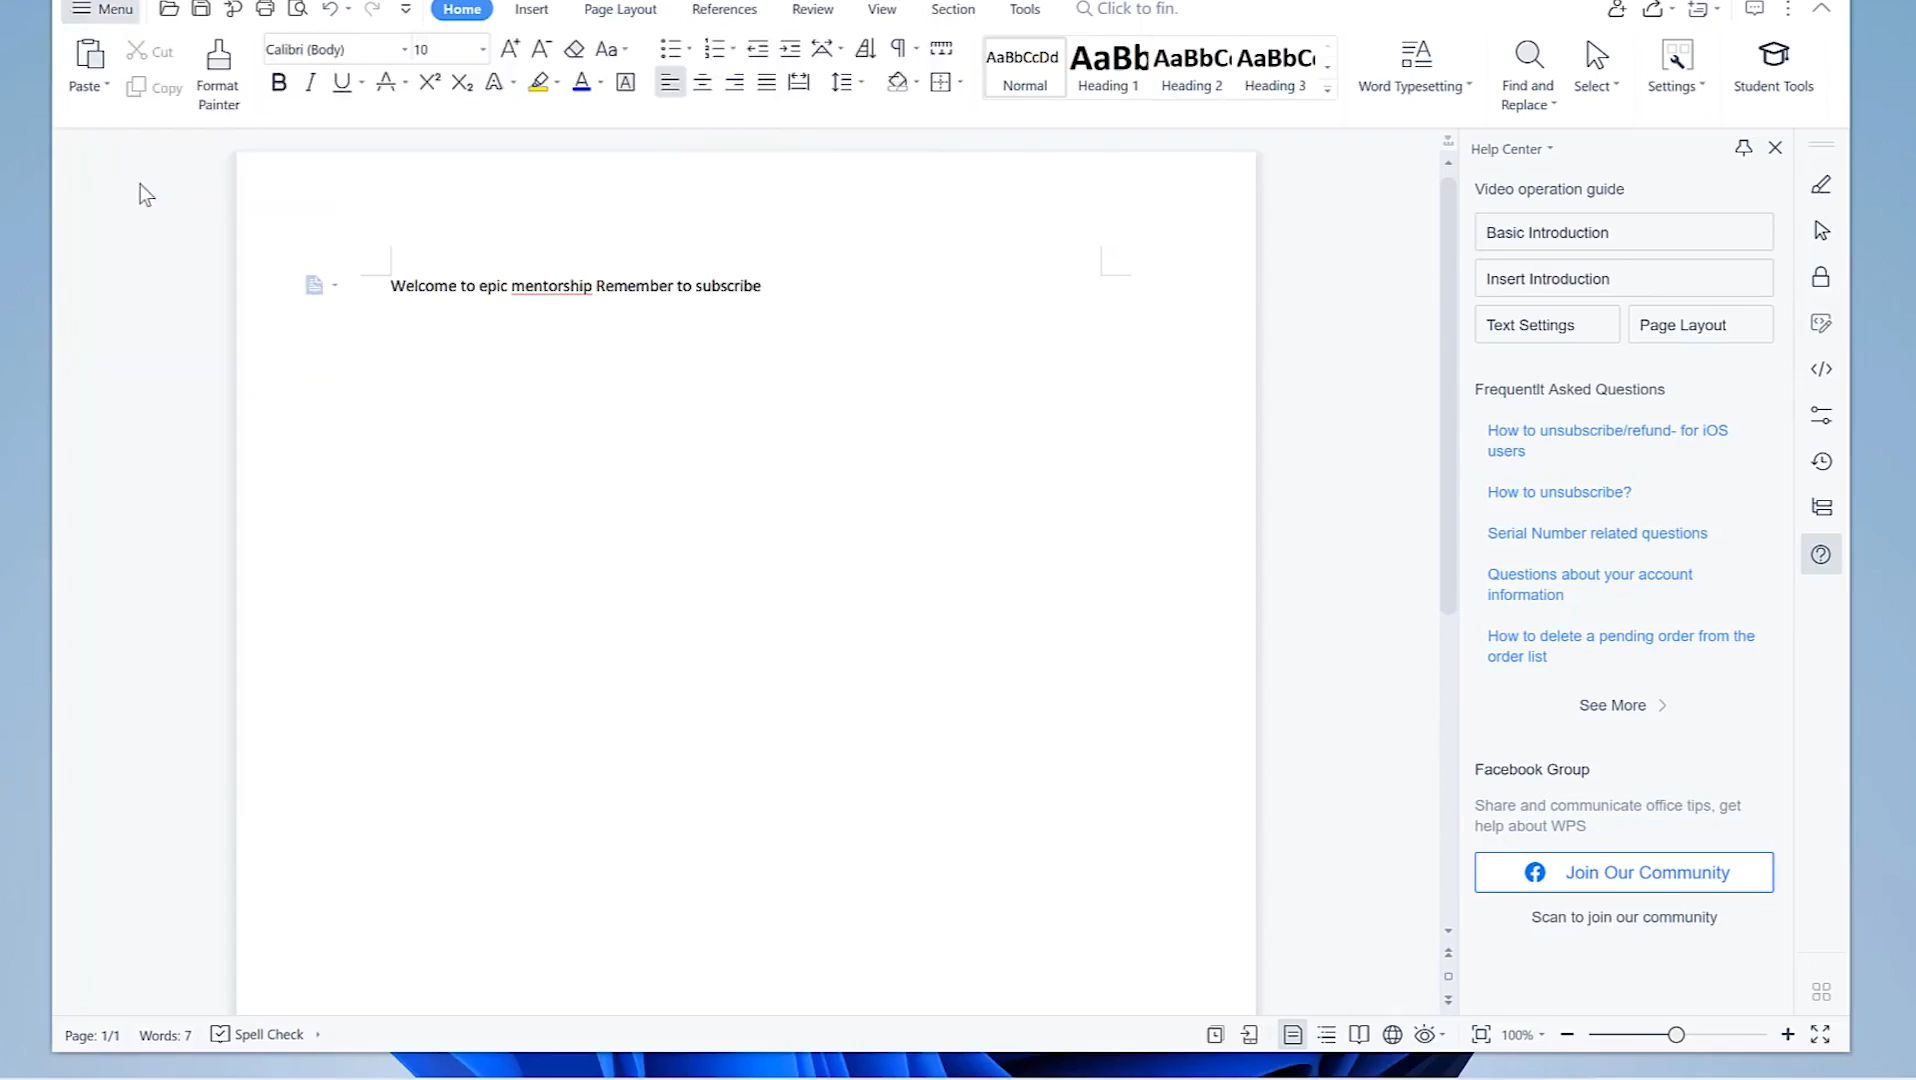 Menu
Home
Insert
Page Layout
References
Review
View
Section
Tools
Click to fin.
Paste
Cut
Copy
Format
Painter
Calibri (Body)
10
AaBbCcDd
Normal
AaBb
Heading 1
AaBbC
Heading 2
AaBbC
Heading 3
Word Typesetting
Find and
Replace
Select
Settings
Student Tools
Welcome to epic mentorship Remember to subscribe
Help Center
Video operation guide
Basic Introduction
Insert Introduction
Text Settings
Page Layout
Frequentlt Asked Questions
How to unsubscribe/refund- for iOS
users
How to unsubscribe?
Serial Number related questions
Questions about your account
information
How to delete a pending order from the
order list
See More
Facebook Group
Share and communicate office tips, get
help about WPS
Join Our Community
Scan to join our community
Page: 1/1
Words: 7
Spell Check
100%